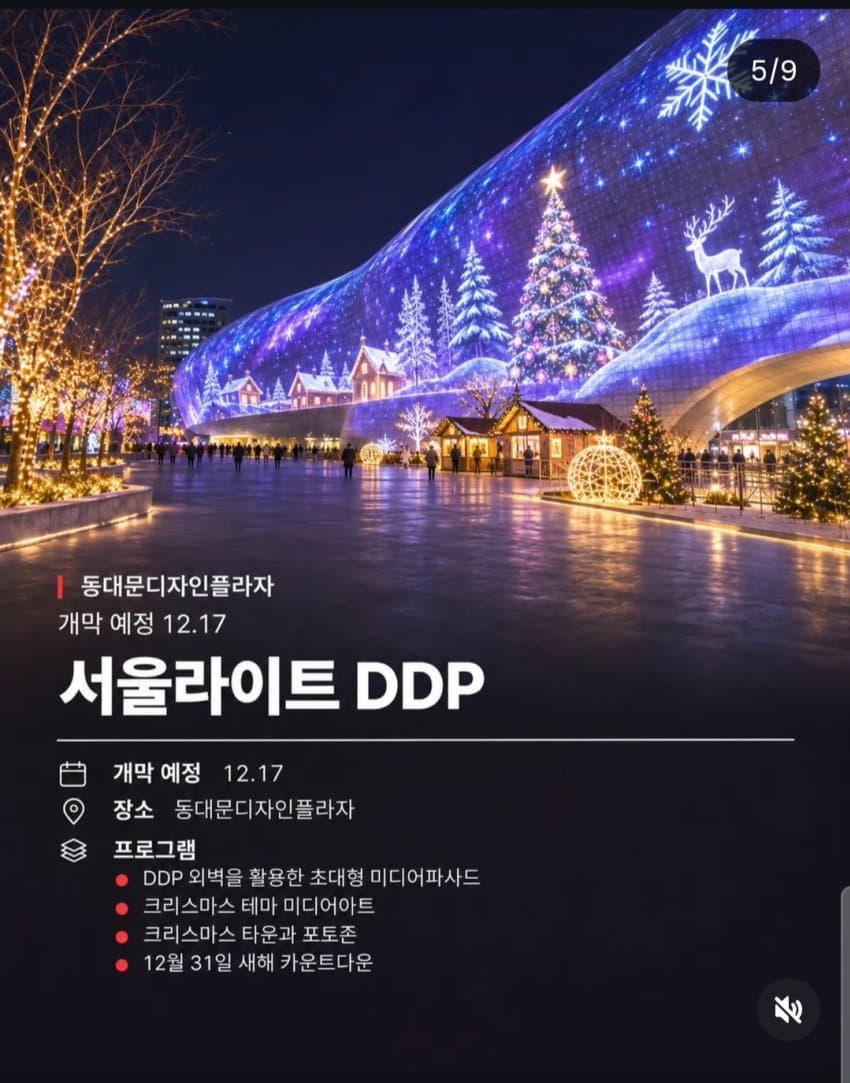 5/9
동대문디자인플라자
개막 예정 12.17
서울라이트 DDP
개막 예정 12.17
장소 동대문디자인플라자
프로그램
DDP 외벽을 활용한 초대형 미디어파사드
크리스마스 테마 미디어아트
크리스마스 타운과 포토존
12월 31일 새해 카운트다운